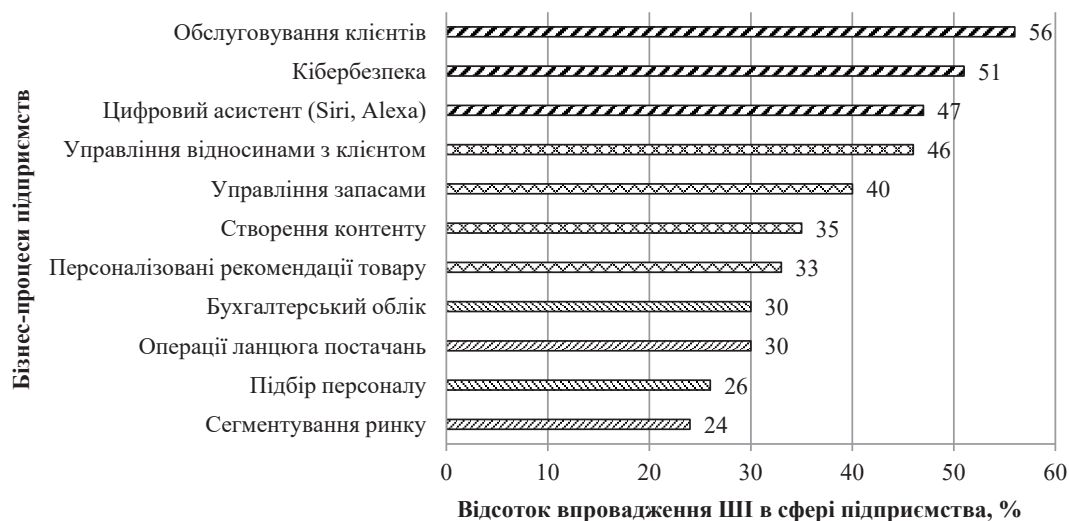 Бізнес-процеси підприємств
Обслуговування клієнтів 56
Кібербезпека 51
Цифровий асистент (Siri, Alexa) 47
Управління відносинами з клієнтом 46
Управління запасами 40
Створення контенту 35
Персоналізовані рекомендації товару 33
Бухгалтерський облік 30
Операції ланцюга постачань 30
Підбір персоналу 26
Сегментування ринку 24
0 10 20 30 40 50 60
Відсоток впровадження ШІ в сфері підприємства, %